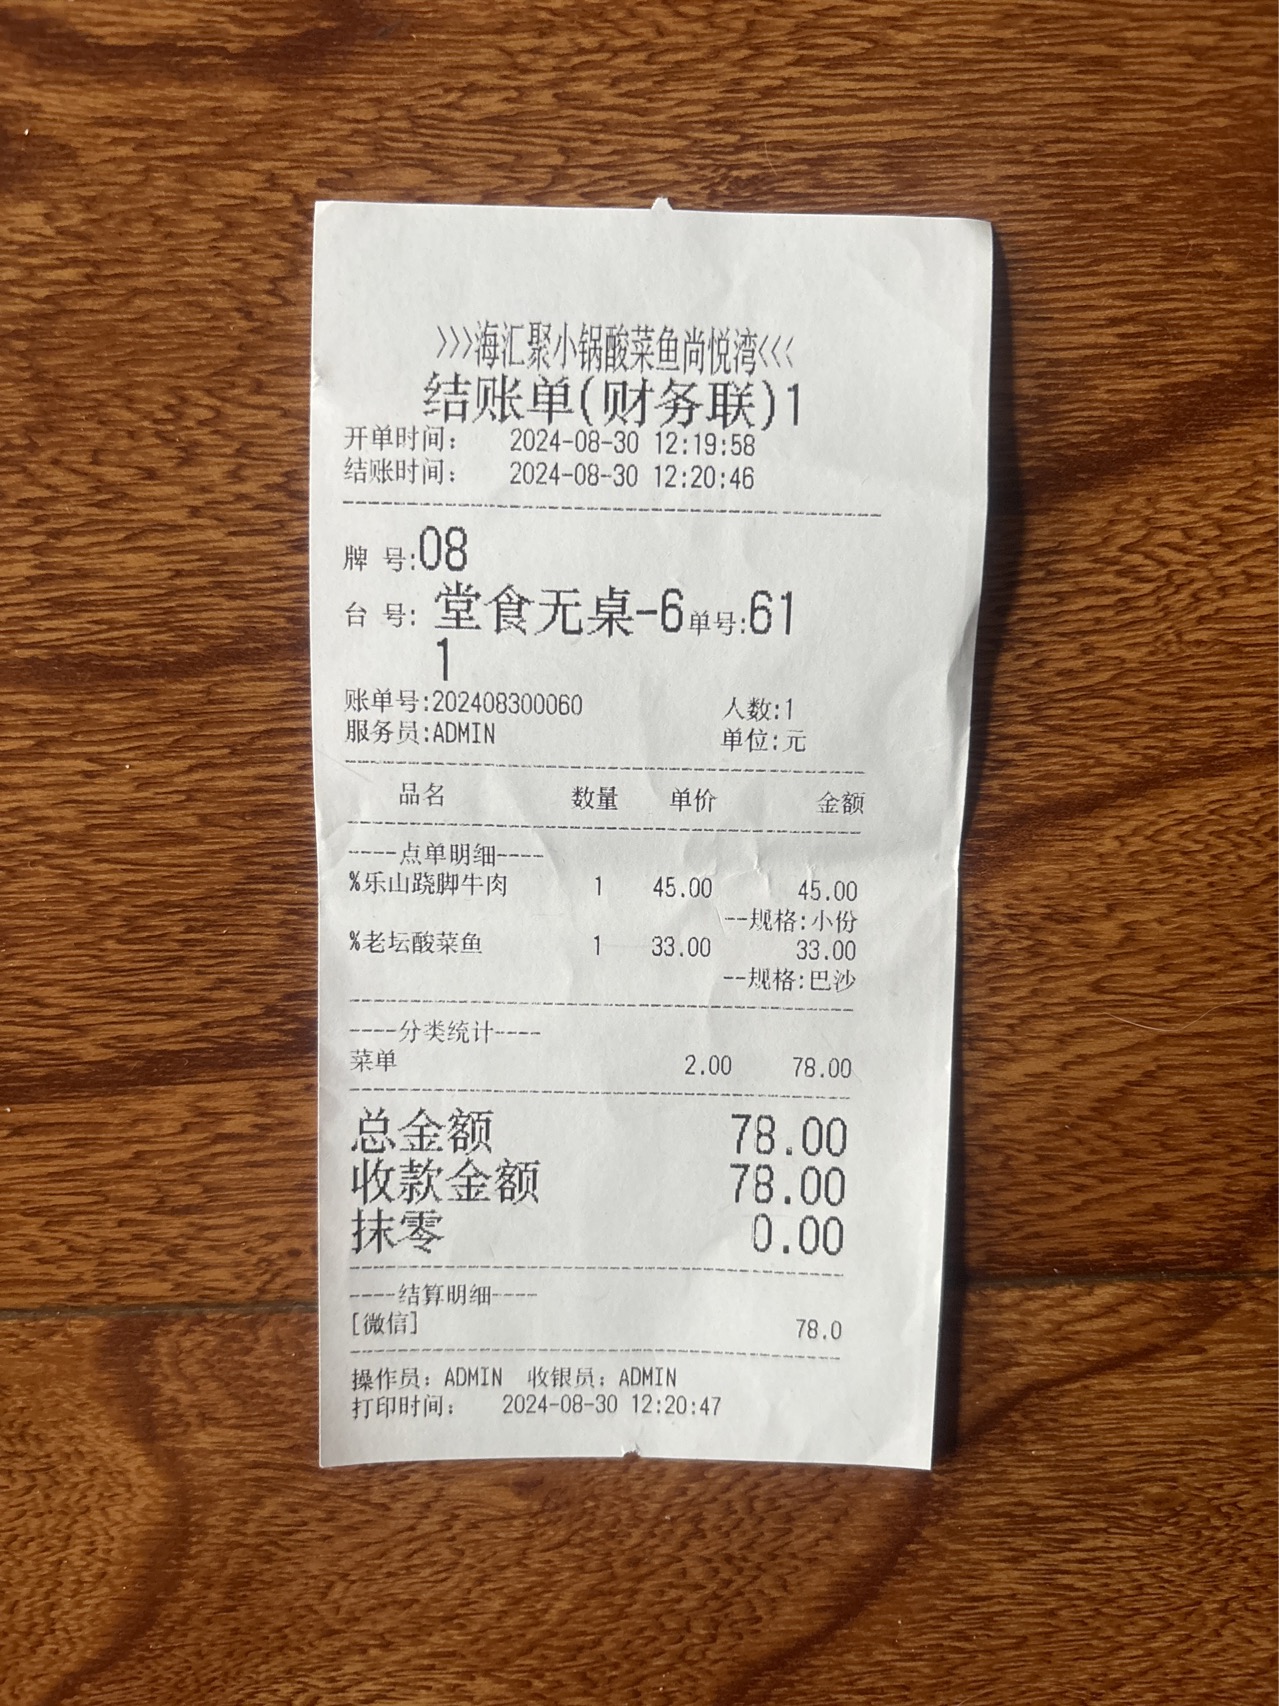 >>>海汇聚小锅酸菜鱼尚悦湾<<<
结账单(财务联)1
开单时间： 2024-08-30 12:19:58
结账时间： 2024-08-30 12:20:46
牌 号:08
台 号: 堂食无桌-6单号:61
1
账单号:202408300060 人数:1
服务员:ADMIN 单位:元
品名 数量 单价 金额
----点单明细----
%乐山跷脚牛肉 1 45.00 45.00
--规格:小份
%老坛酸菜鱼 1 33.00 33.00
--规格:巴沙
----分类统计----
菜单 2.00 78.00
总金额 78.00
收款金额 78.00
抹零 0.00
----结算明细----
[微信] 78.0
操作员: ADMIN 收银员: ADMIN
打印时间： 2024-08-30 12:20:47